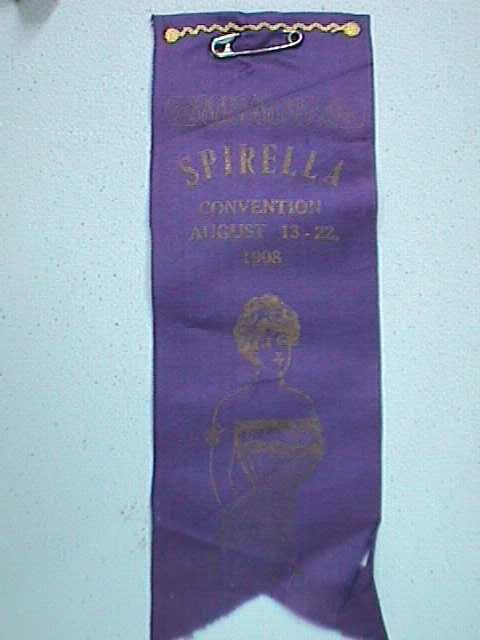 SPIRELLA
CONVENTION
AUGUST 13-22,
1908